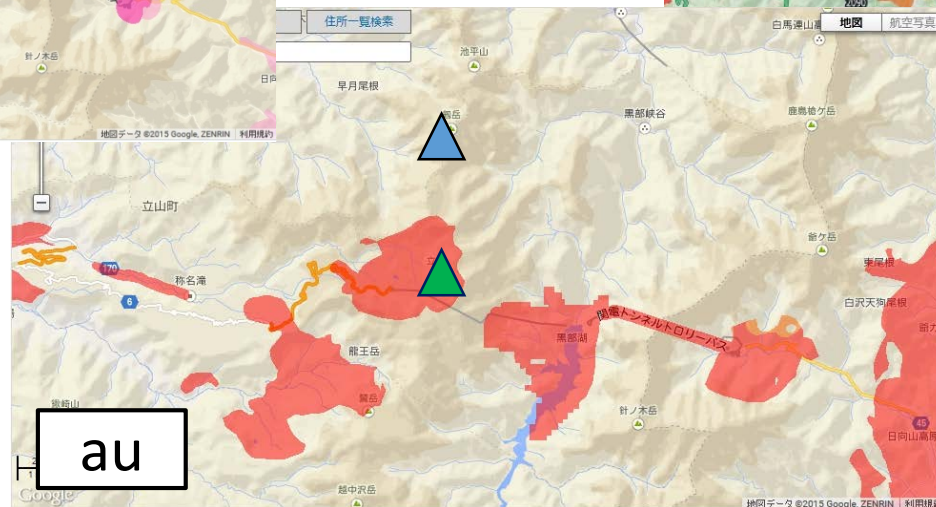 住所一覧検索
白馬連山高
地図
航空写真
池平山
針ノ木岳
早月尾根
日向
剱岳
黒部峡谷
鹿島槍ケ岳
地図データ ©2015 Google, ZENRIN
利用規約
立山町
爺ケ岳
東尾根
170
称名滝
6
白沢天狗尾根
関電トンネルトロリーバス
黒部湖
龍王岳
鷲岳
鍬崎山
針ノ木岳
45
日向山高原
au
越中沢岳
Google
地図データ ©2015 Google, ZENRIN
利用規約